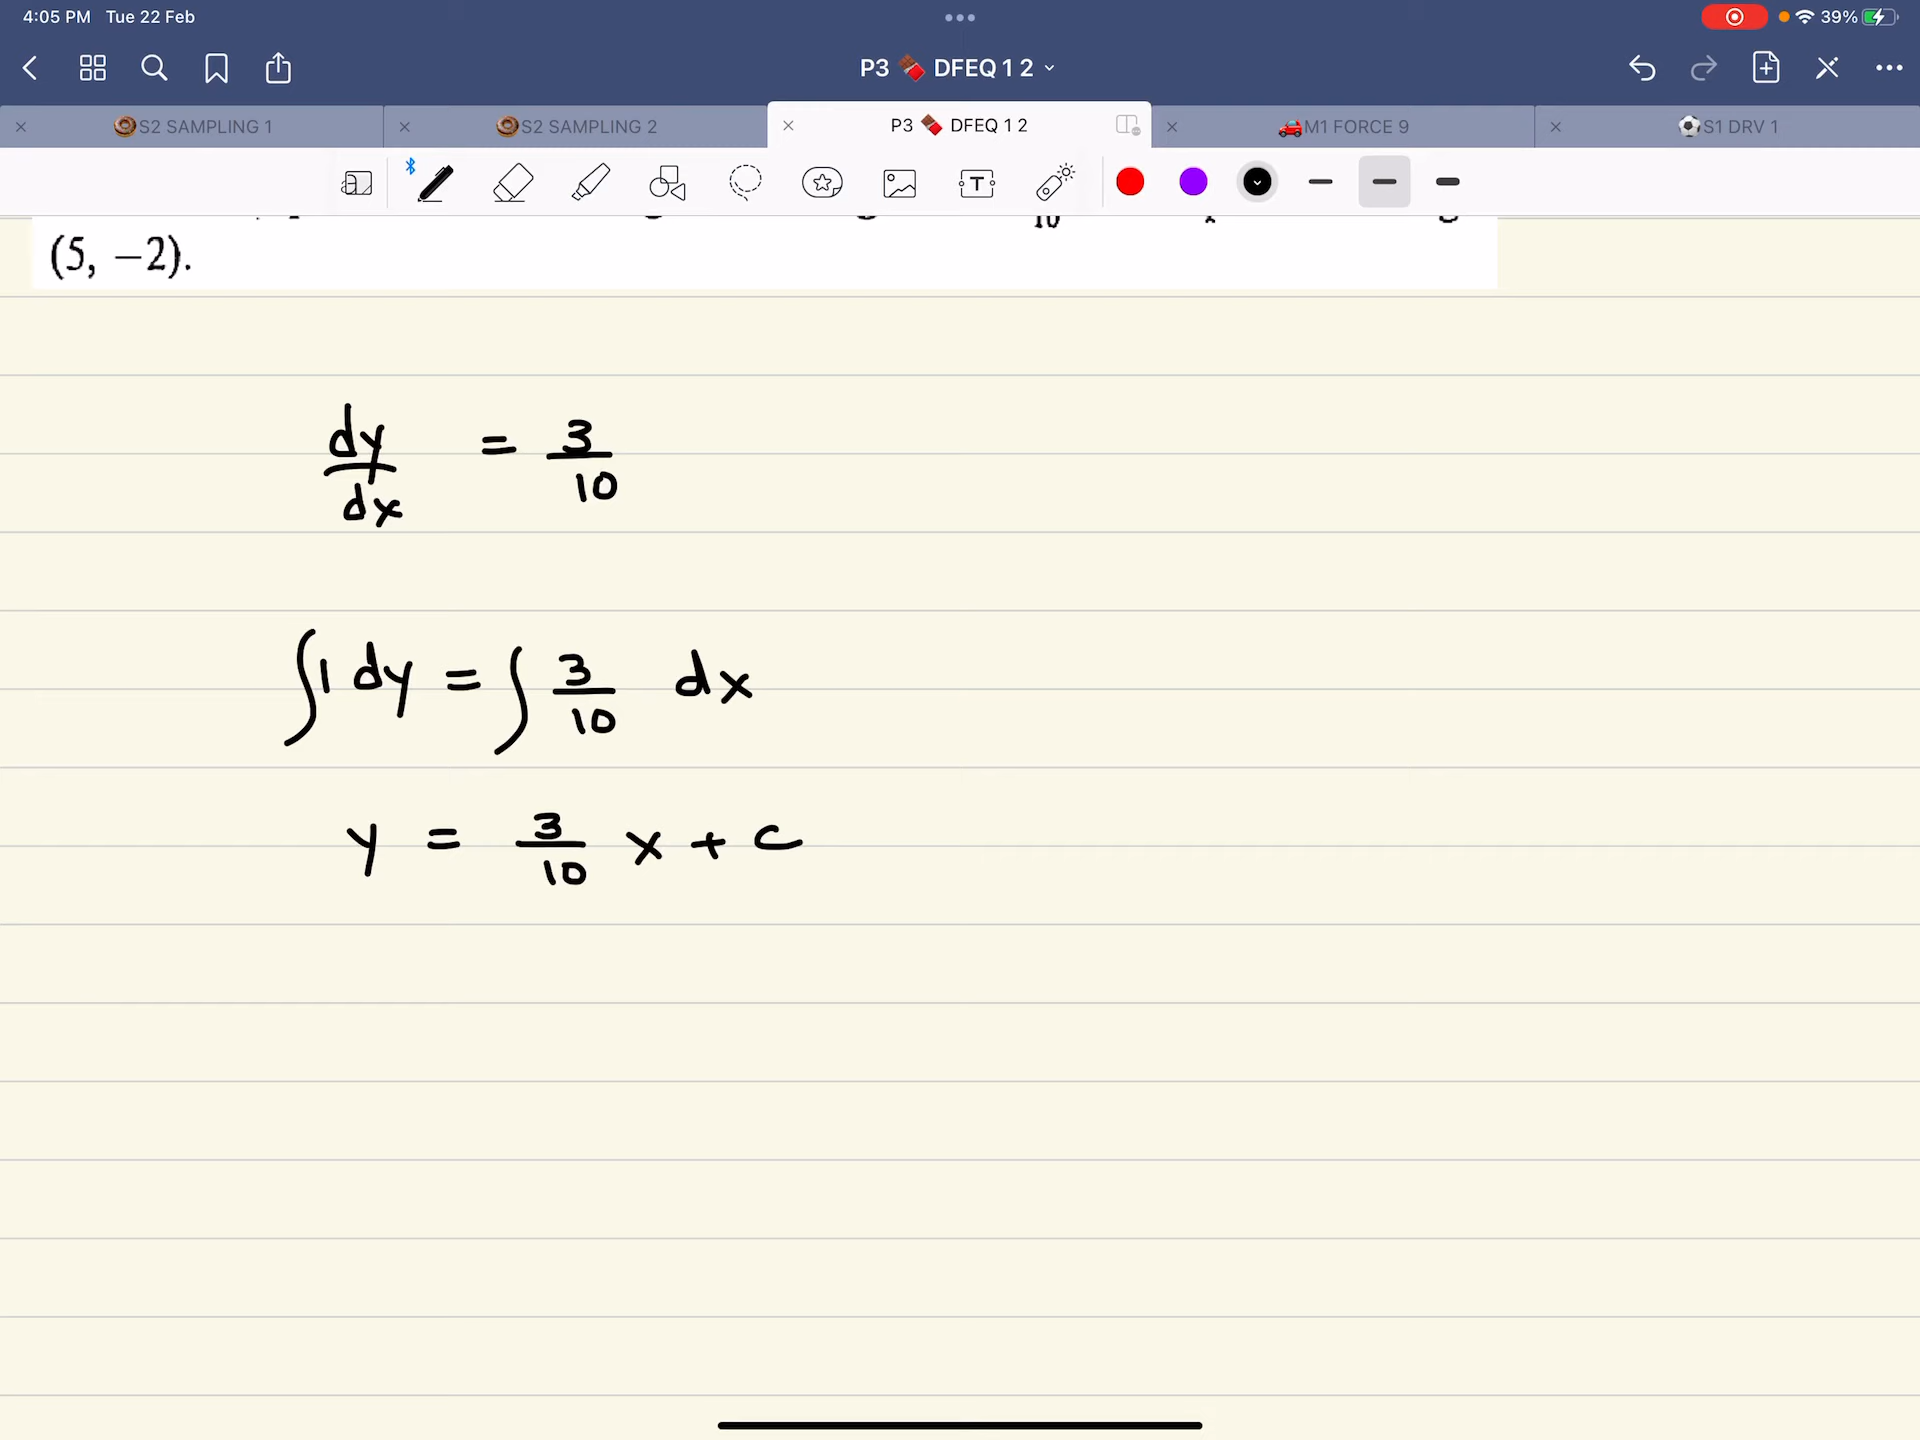 4:05 PM Tue 22 Feb
39%
P3 🍫 DFEQ 1 2
S2 SAMPLING 1
S2 SAMPLING 2
P3 🍫 DFEQ 1 2
M1 FORCE 9
S1 DRV 1
10
(5, −2).
dy/dx = 3/10
∫1 dy = ∫ 3/10 dx
y = 3/10 x + c